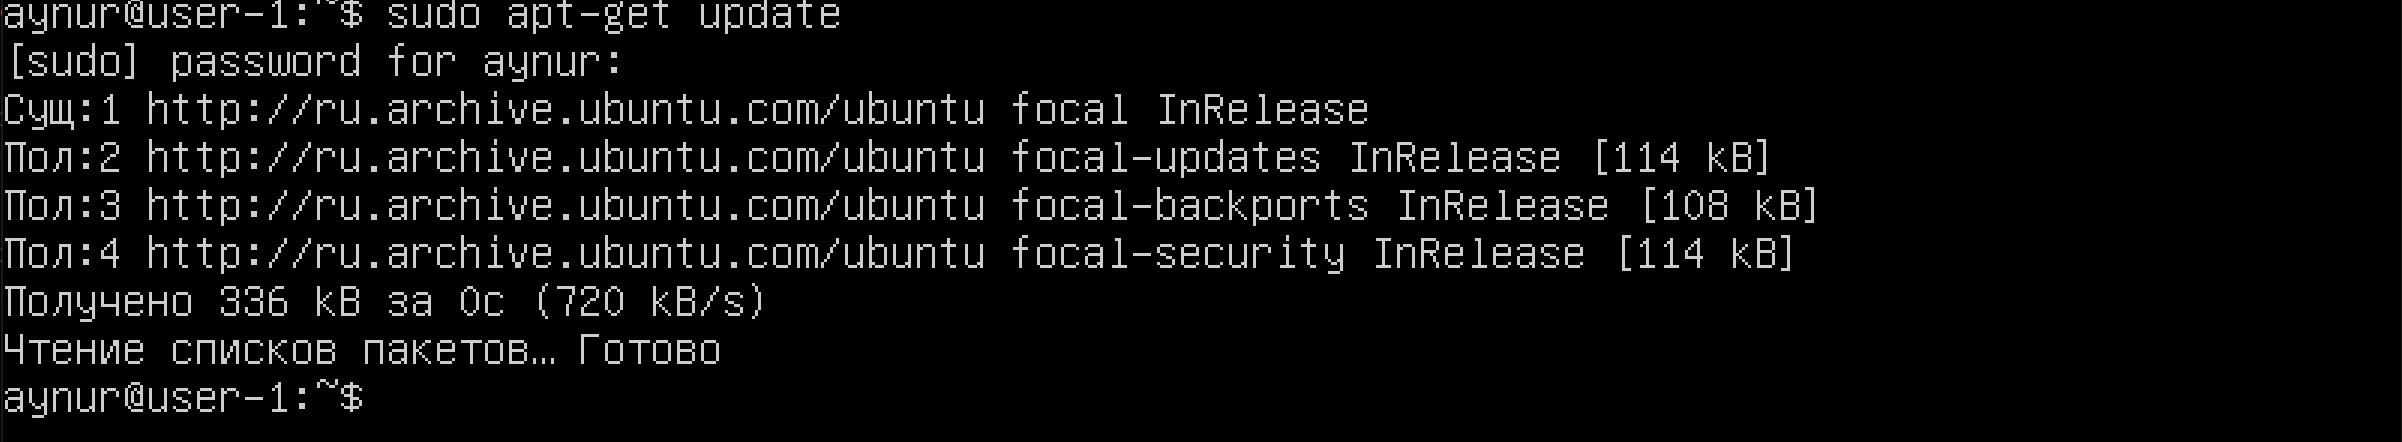 aynur@user-1:~$ sudo apt-get update
[sudo] password for aynur:
Сущ:1 http://ru.archive.ubuntu.com/ubuntu focal InRelease
Пол:2 http://ru.archive.ubuntu.com/ubuntu focal-updates InRelease [114 kB]
Пол:3 http://ru.archive.ubuntu.com/ubuntu focal-backports InRelease [108 kB]
Пол:4 http://ru.archive.ubuntu.com/ubuntu focal-security InRelease [114 kB]
Получено 336 kB за 0с (720 kB/s)
Чтение списков пакетов… Готово
aynur@user-1:~$